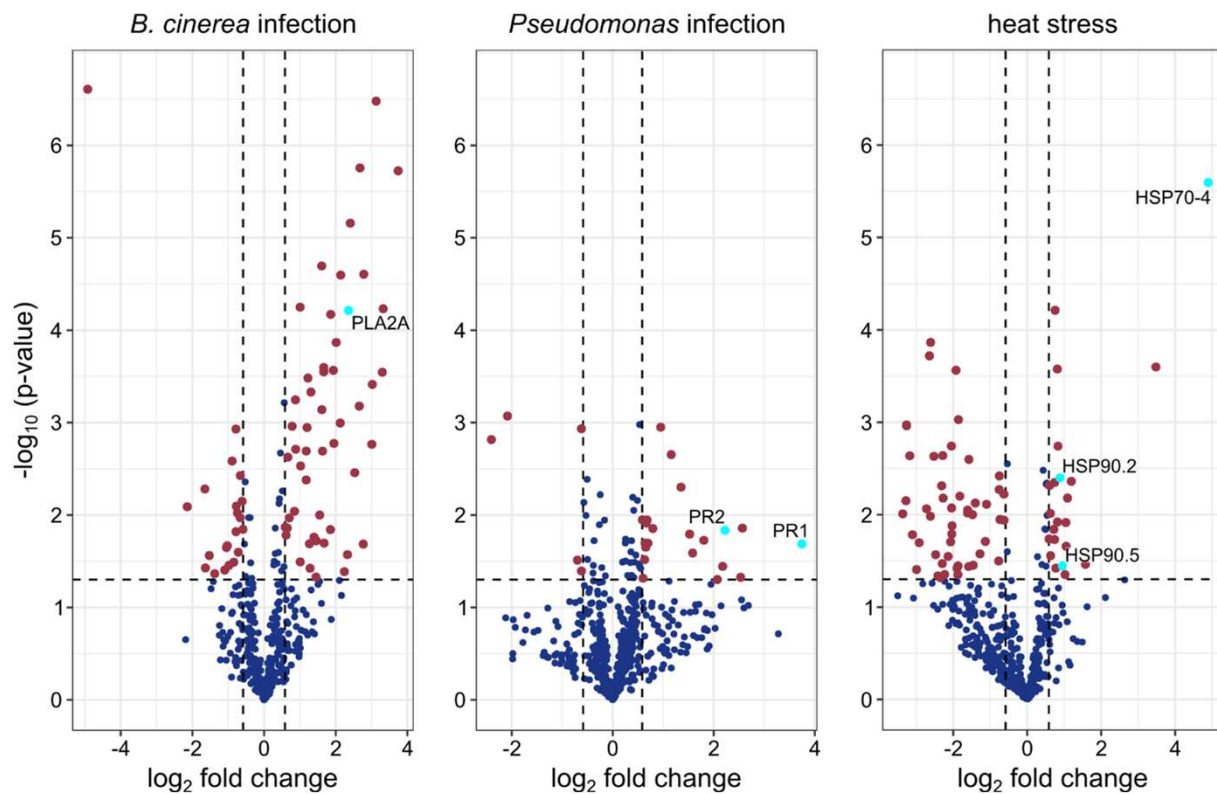 B. cinerea infection
Pseudomonas infection
heat stress
-log10 (p-value)
6
5
4
3
2
1
0
PLA2A
-4 -2 0 2 4
log2 fold change
6
5
4
3
2
1
0
PR2
PR1
-2 0 2 4
log2 fold change
6
5
4
3
2
1
0
HSP70-4
HSP90.2
HSP90.5
-2 0 2 4
log2 fold change